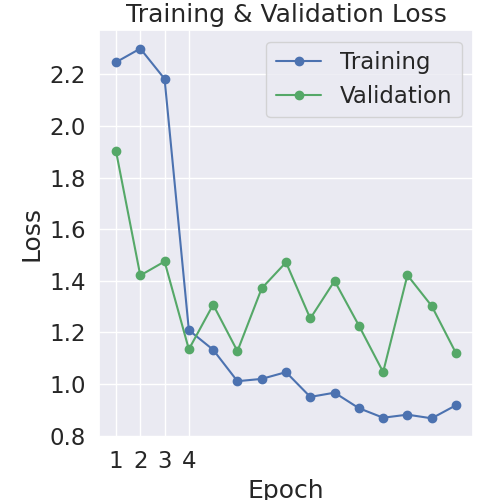 Training & Validation Loss
Training
Validation
Loss
2.2
2.0
1.8
1.6
1.4
1.2
1.0
0.8
1 2 3 4
Epoch